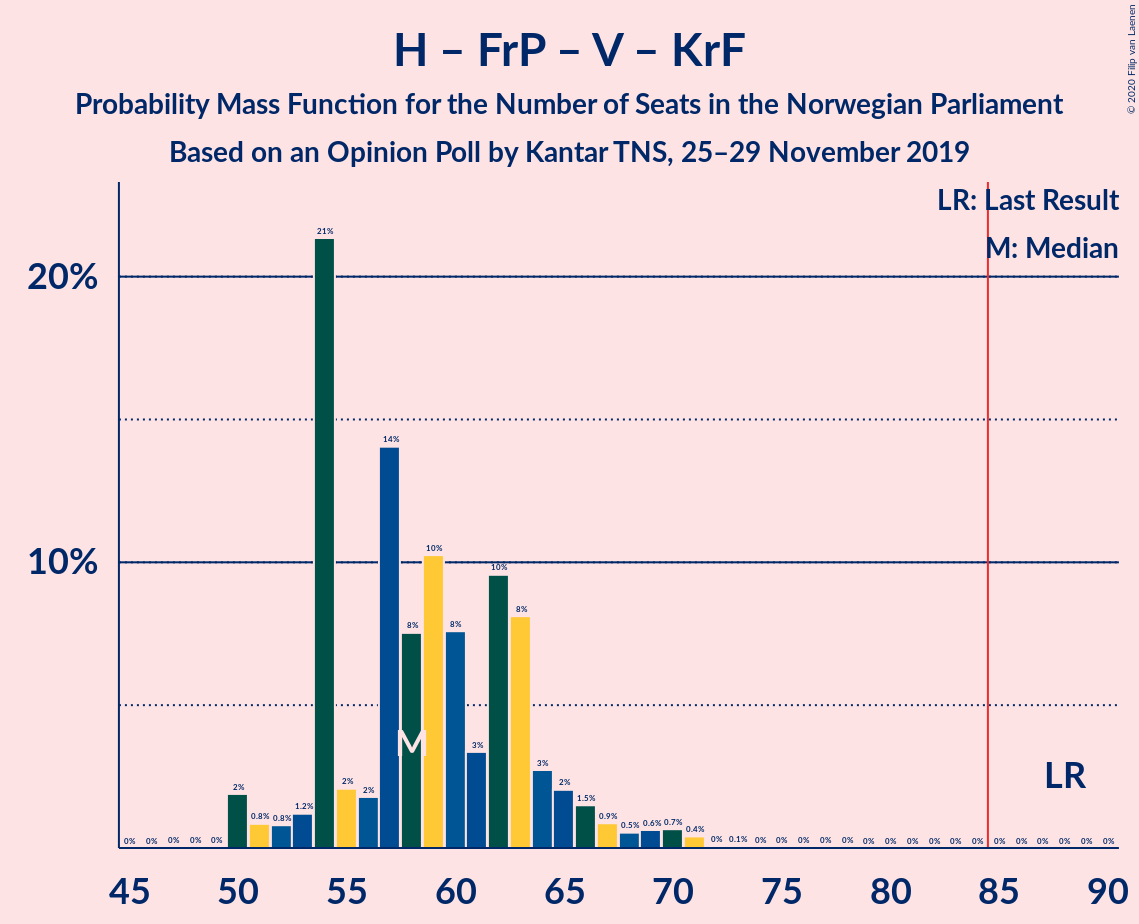 H – FrP – V – KrF
Probability Mass Function for the Number of Seats in the Norwegian Parliament
Based on an Opinion Poll by Kantar TNS, 25–29 November 2019
© 2020 Filip van Laenen
LR: Last Result
M: Median
20%
10%
0% 0% 0% 0% 0% 2% 0.8% 0.8% 1.2% 21% 2% 2% 14% 8% 10% 8% 3% 10% 8% 3% 2% 1.5% 0.9% 0.5% 0.6% 0.7% 0.4% 0% 0.1% 0% 0% 0% 0% 0% 0% 0% 0% 0% 0% 0% 0% 0% 0% 0% 0% 0%
M
LR
45 50 55 60 65 70 75 80 85 90